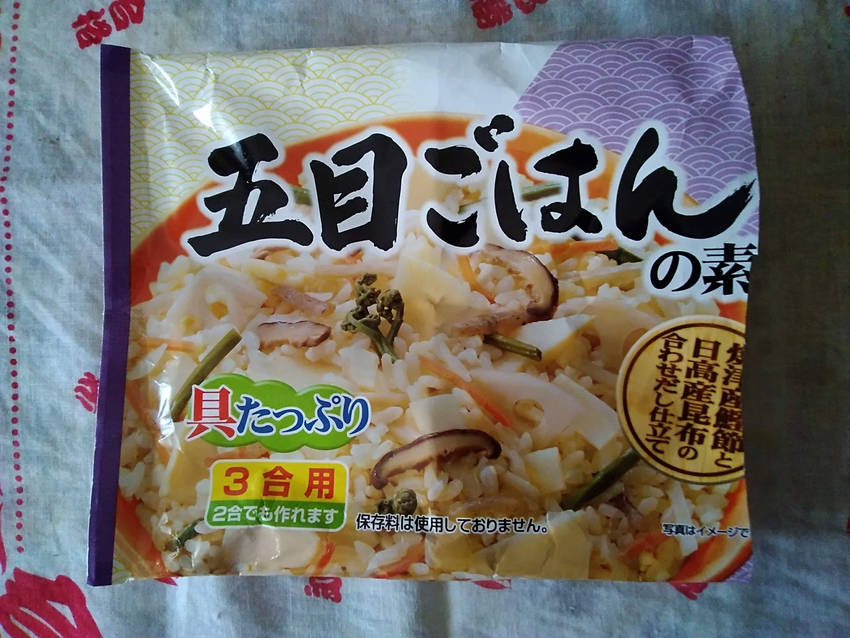 合格
五目ごはん
の素
焼津産鰹節と
日高産昆布の
合わせだし仕立て
具たっぷり
3合用
2合でも作れます
保存料は使用しておりません。
写真はイメージで